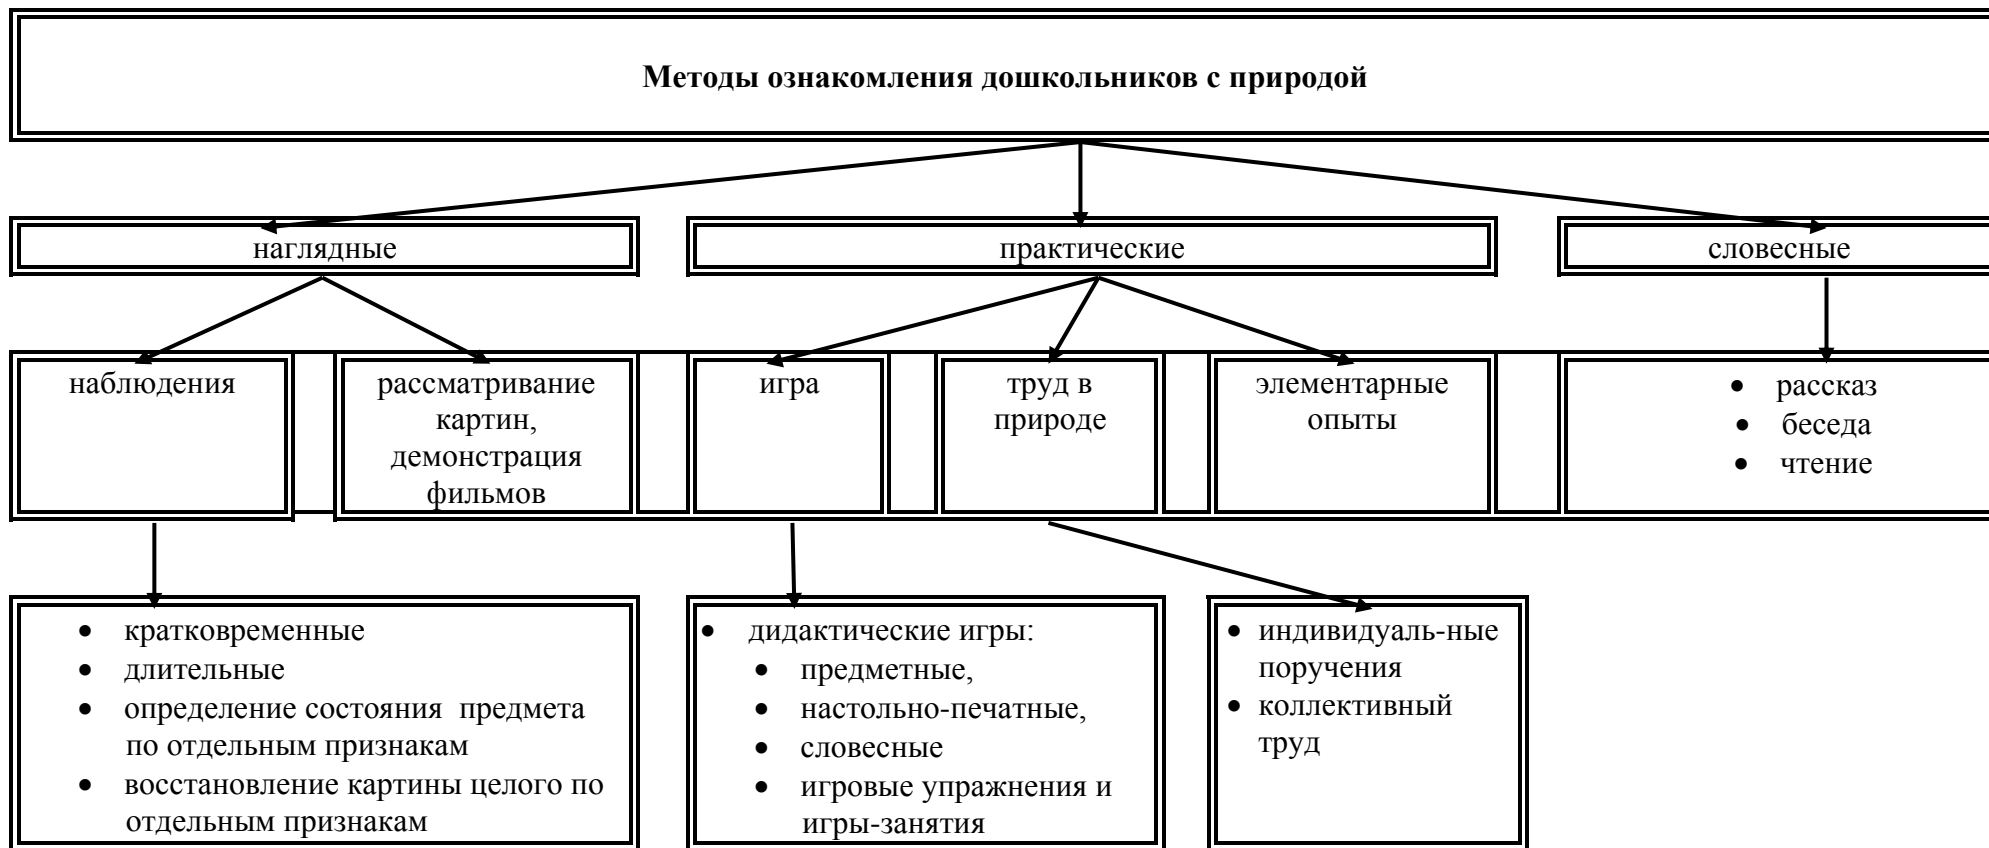 Методы ознакомления дошкольников с природой
наглядные
практические
словесные
наблюдения
рассматривание
картин,
демонстрация
фильмов
игра
труд в
природе
элементарные
опыты
• рассказ
• беседа
• чтение
• кратковременные
• длительные
• определение состояния предмета
по отдельным признакам
• восстановление картины целого по
отдельным признакам
• дидактические игры:
• предметные,
• настольно-печатные,
• словесные
• игровые упражнения и
игры-занятия
• индивидуаль-ные
поручения
• коллективный
труд